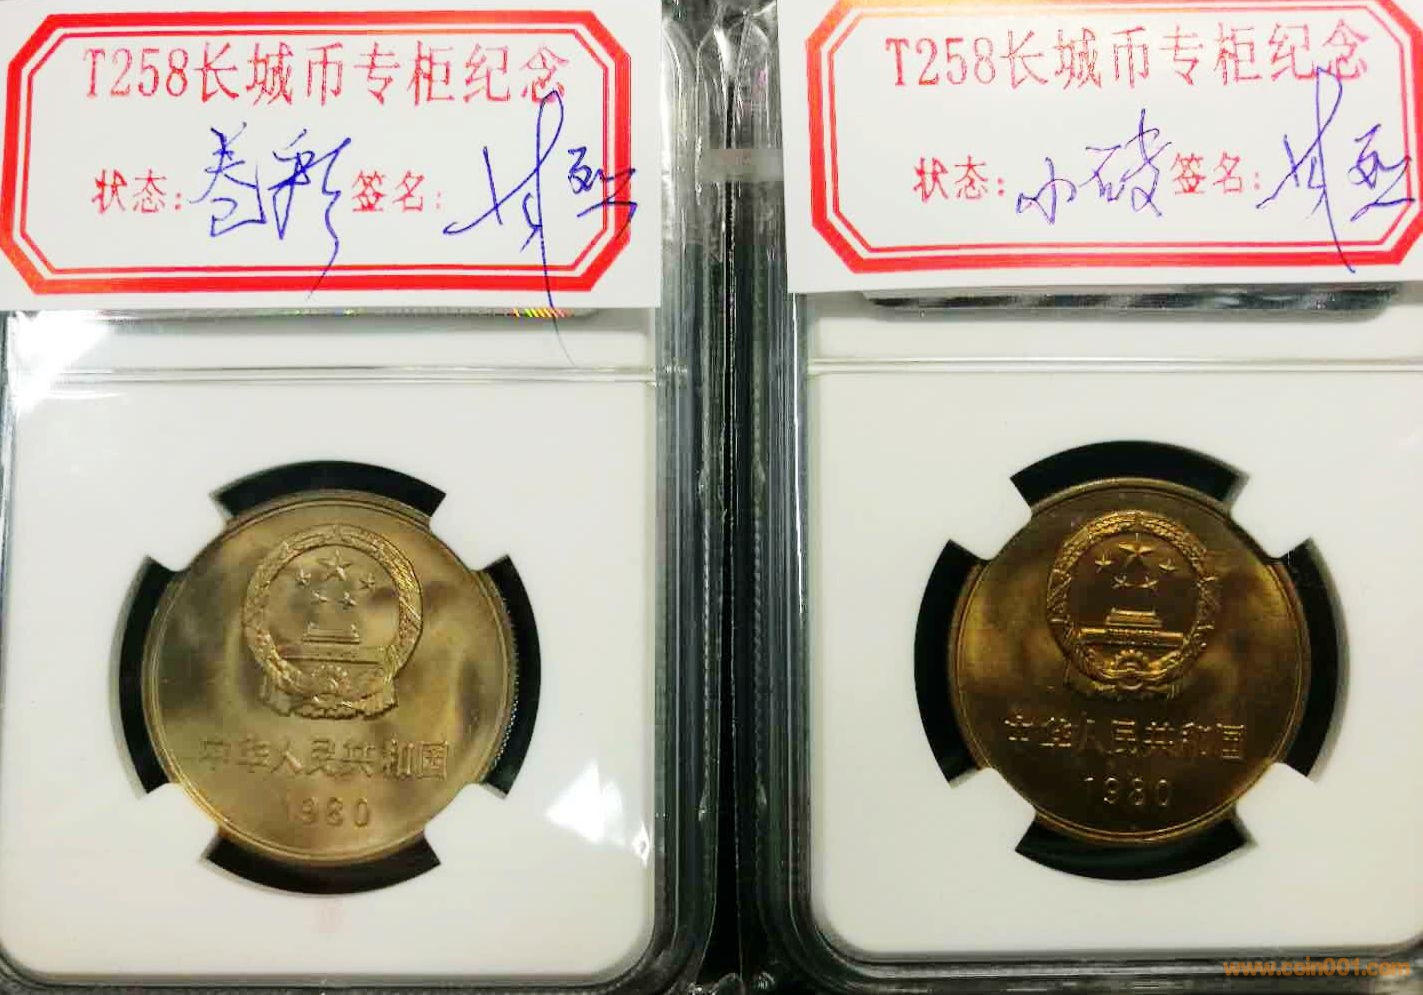 T258长城币专柜纪念
状态：卷彩 签名：
中华人民共和国
1980
T258长城币专柜纪念
状态：小破 签名：
中华人民共和国
1980
www.coin001.com